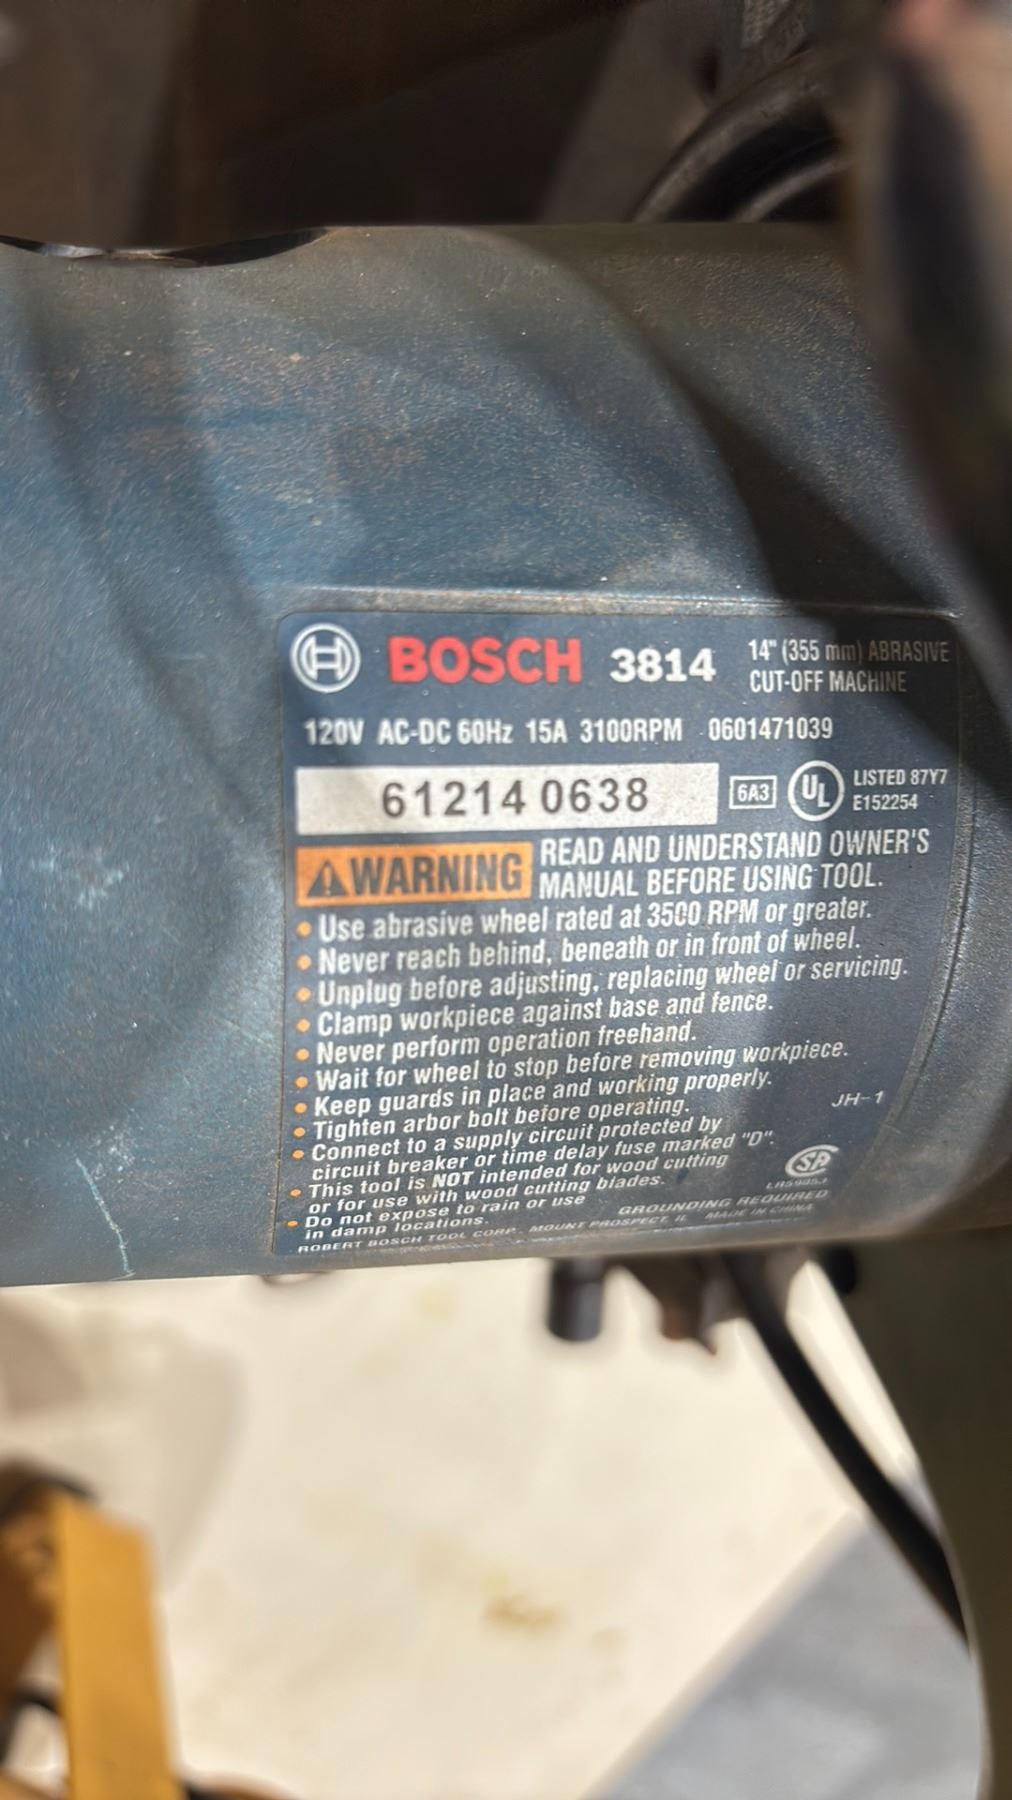 BOSCH 3814 14" (355 mm) ABRASIVE
CUT-OFF MACHINE
120V AC-DC 60Hz 15A 3100RPM 0601471039
61214 0638 6A3 UL LISTED 87Y7
E152254
WARNING READ AND UNDERSTAND OWNER'S
MANUAL BEFORE USING TOOL.
• Use abrasive wheel rated at 3500 RPM or greater.
• Never reach behind, beneath or in front of wheel.
• Unplug before adjusting, replacing wheel or servicing.
• Clamp workpiece against base and fence.
• Never perform operation freehand.
• Wait for wheel to stop before removing workpiece.
• Keep guards in place and working properly.
• Tighten arbor bolt before operating.
• Connect to a supply circuit protected by
circuit breaker or time delay fuse marked "D".
• This tool is NOT intended for wood cutting
or for use with wood cutting blades.
• Do not expose to rain or use
in damp locations.
JH-1
SA
GROUNDING REQUIRED
ROBERT BOSCH TOOL CORP. MOUNT PROSPECT, IL MADE IN CHINA